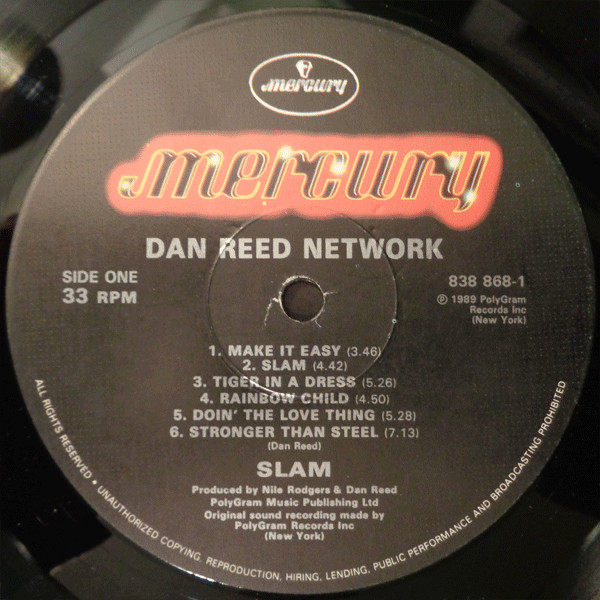 mercury
mercury
DAN REED NETWORK
SIDE ONE
33 RPM
838 868-1
℗ 1989 PolyGram
Records Inc
(New York)
1. MAKE IT EASY (3.46)
2. SLAM (4.42)
3. TIGER IN A DRESS (5.26)
4. RAINBOW CHILD (4.50)
5. DOIN' THE LOVE THING (5.28)
6. STRONGER THAN STEEL (7.13)
(Dan Reed)
SLAM
Produced by Nile Rodgers & Dan Reed
PolyGram Music Publishing Ltd
Original sound recording made by
PolyGram Records Inc
(New York)
ALL RIGHTS RESERVED • UNAUTHORIZED COPYING, REPRODUCTION, HIRING, LENDING, PUBLIC PERFORMANCE AND BROADCASTING PROHIBITED